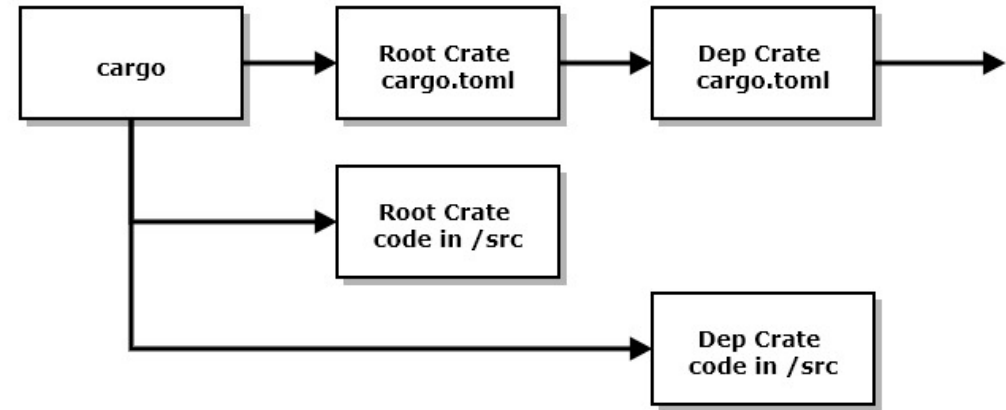 cargo
Root Crate
cargo.toml
Dep Crate
cargo.toml
Root Crate
code in /src
Dep Crate
code in /src